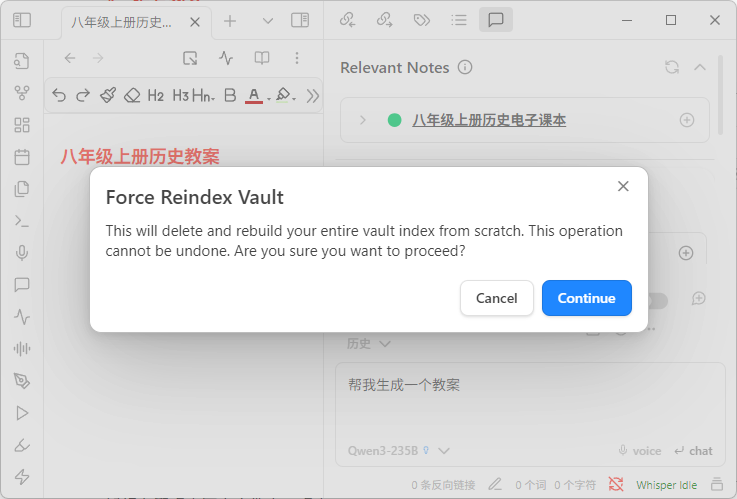 八年级上册历史...
H2 H3 Hn B A
八年级上册历史教案
Relevant Notes
八年级上册历史电子课本
Force Reindex Vault
This will delete and rebuild your entire vault index from scratch. This operation
cannot be undone. Are you sure you want to proceed?
Cancel
Continue
历史
帮我生成一个教案
Qwen3-235B
voice
chat
0 条反向链接
0 个词
0 个字符
Whisper Idle